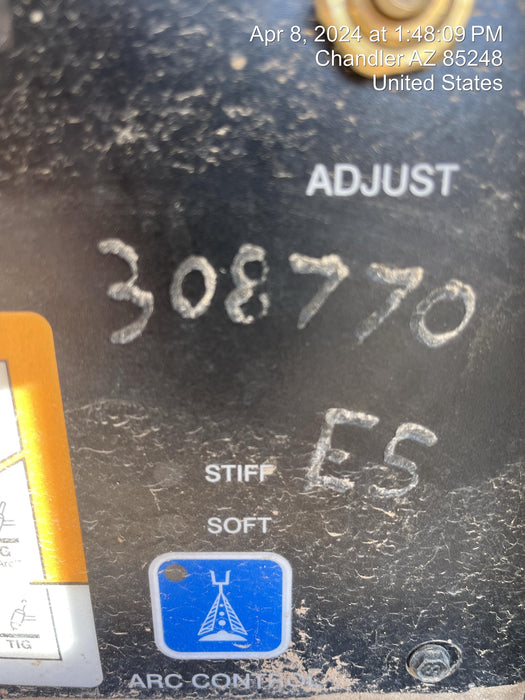 Apr 8, 2024 at 1:48:09 PM
Chandler AZ 85248
United States
ADJUST
308770
E5
STIFF
SOFT
G
Arc™
TIG
ARC CONTROL